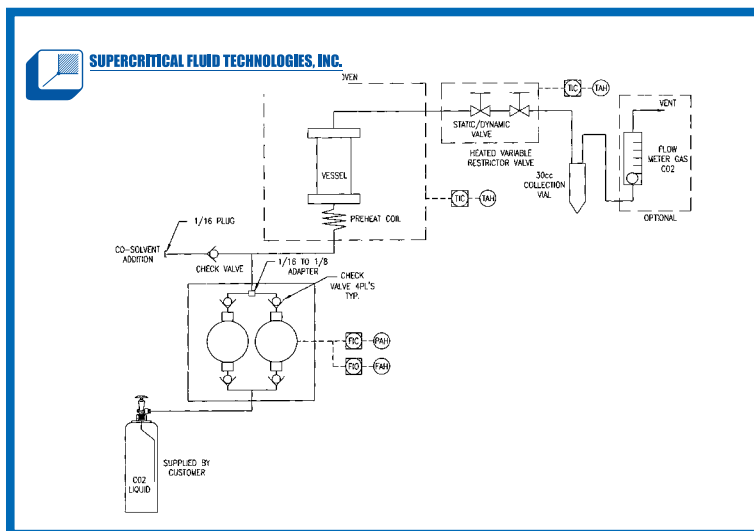 SUPERCRITICAL FLUID TECHNOLOGIES, INC.
OVEN
TIC
TAH
VENT
STATIC/DYNAMIC
VALVE
HEATED VARIABLE
RESTRICTOR VALVE
FLOW
METER GAS
CO2
30cc
COLLECTION
VIAL
OPTIONAL
VESSEL
TIC
TAH
PREHEAT COIL
1/16 PLUG
CO-SOLVENT
ADDITION
CHECK VALVE
1/16 TO 1/8
ADAPTER
CHECK
VALVE 4PL'S
TYP.
PAH
FAH
SUPPLIED BY
CUSTOMER
CO2
LIQUID